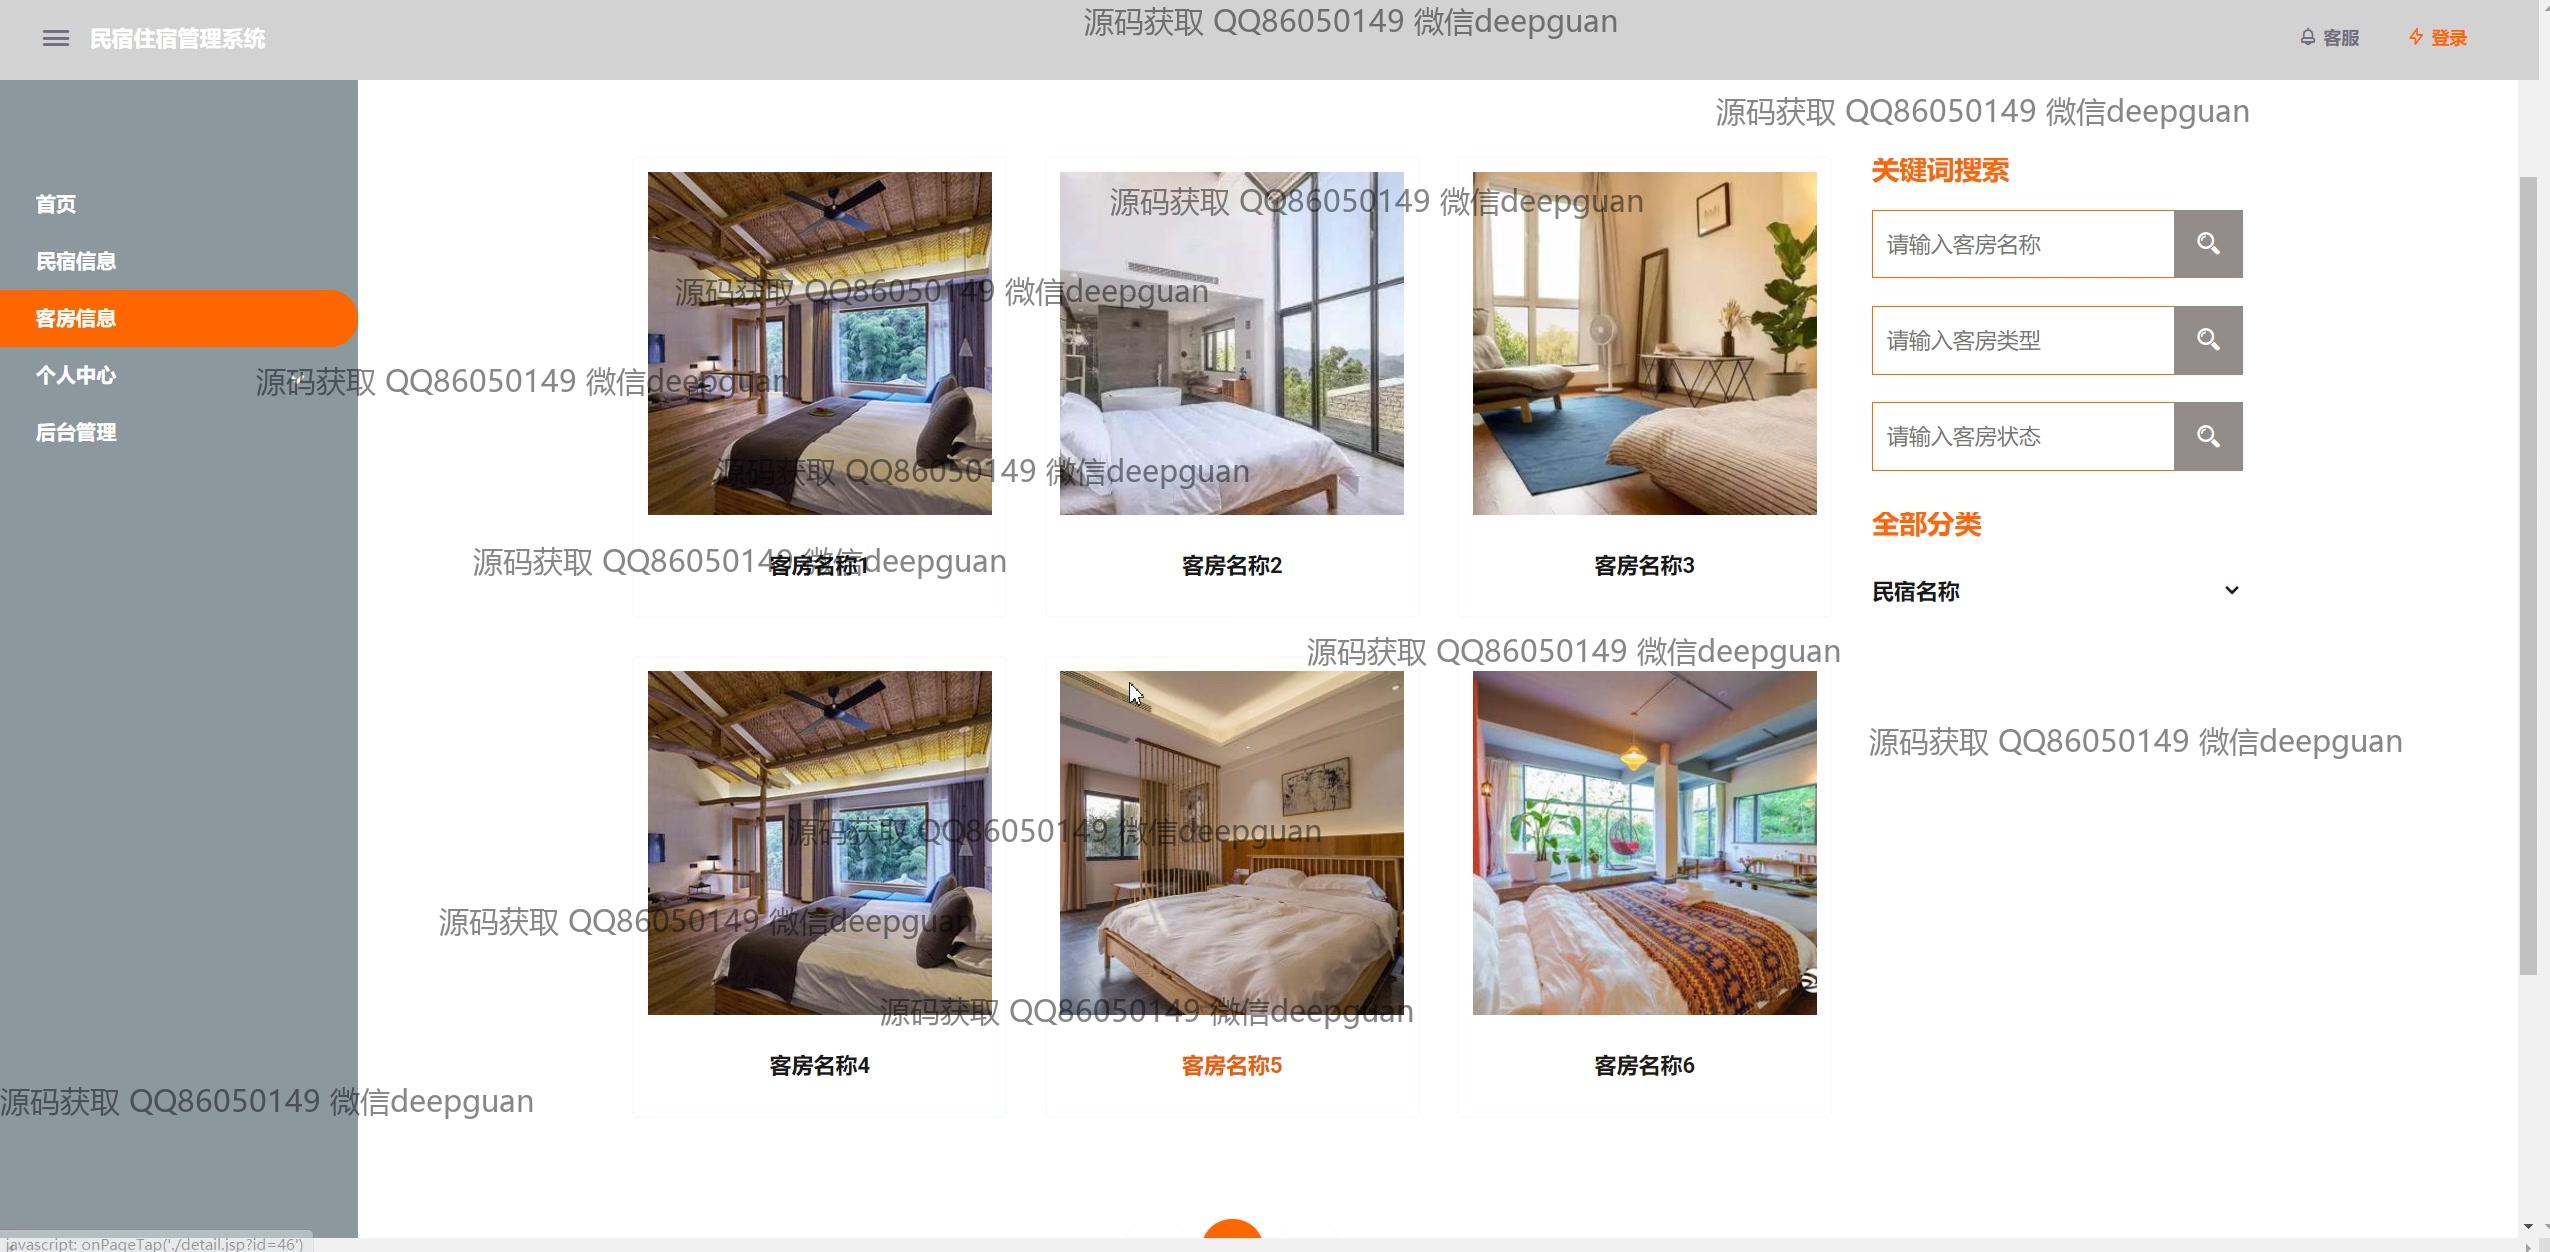 民宿住宿管理系统
源码获取 QQ86050149 微信deepguan
客服
登录
源码获取 QQ86050149 微信deepguan
首页
民宿信息
客房信息
个人中心
后台管理
源码获取 QQ86050149 微信deepguan
源码获取 QQ86050149 微信deepguan
源码获取 QQ86050149 微信deepguan
源码获取 QQ86050149 微信deepguan
源码获取 QQ86050149 微信deepguan
客房名称1
客房名称2
客房名称3
关键词搜索
请输入客房名称
请输入客房类型
请输入客房状态
全部分类
民宿名称
源码获取 QQ86050149 微信deepguan
源码获取 QQ86050149 微信deepguan
源码获取 QQ86050149 微信deepguan
源码获取 QQ86050149 微信deepguan
源码获取 QQ86050149 微信deepguan
客房名称4
客房名称5
客房名称6
源码获取 QQ86050149 微信deepguan
javascript: onPageTap('./detail.jsp?id=46')